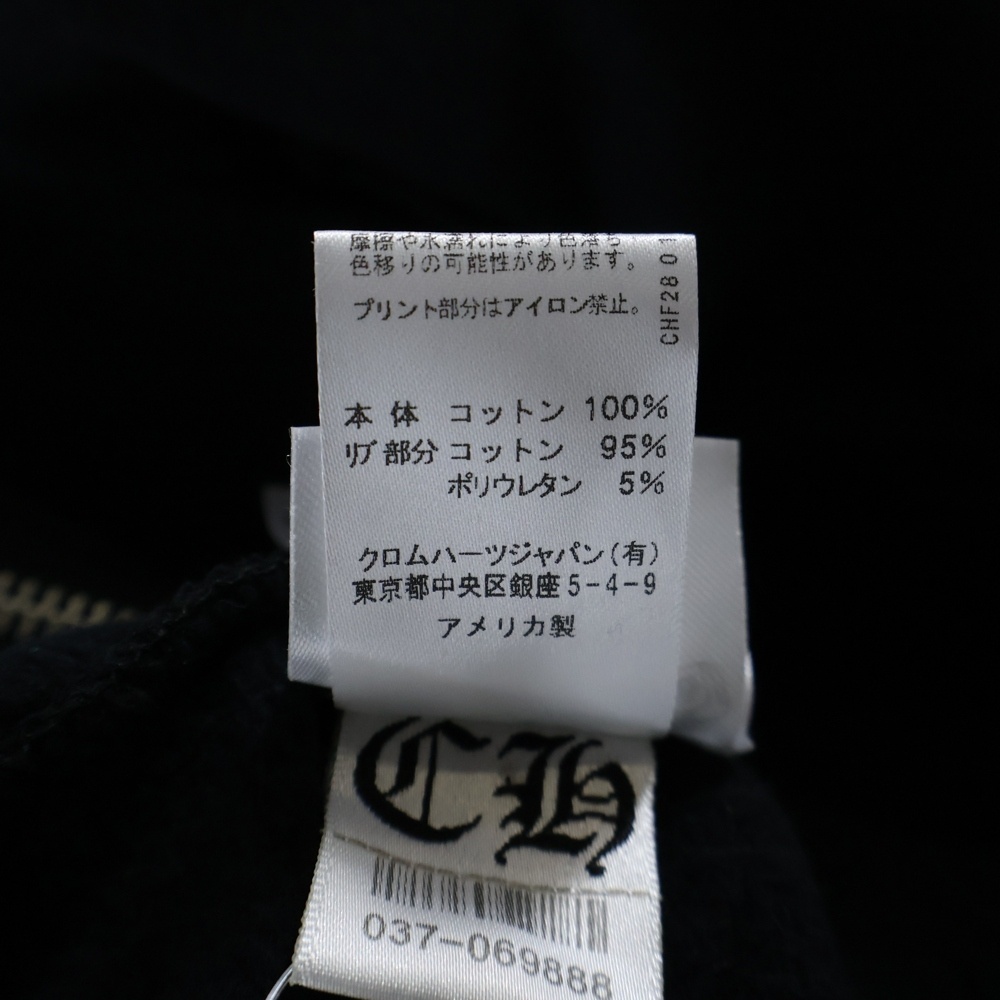 摩擦や水濡れにより色落ち
色移りの可能性があります。
プリント部分はアイロン禁止。
CHF28 01
本体 コットン 100%
リブ部分 コットン 95%
ポリウレタン 5%
クロムハーツジャパン(有)
東京都中央区銀座5-4-9
アメリカ製
CH
037-069888